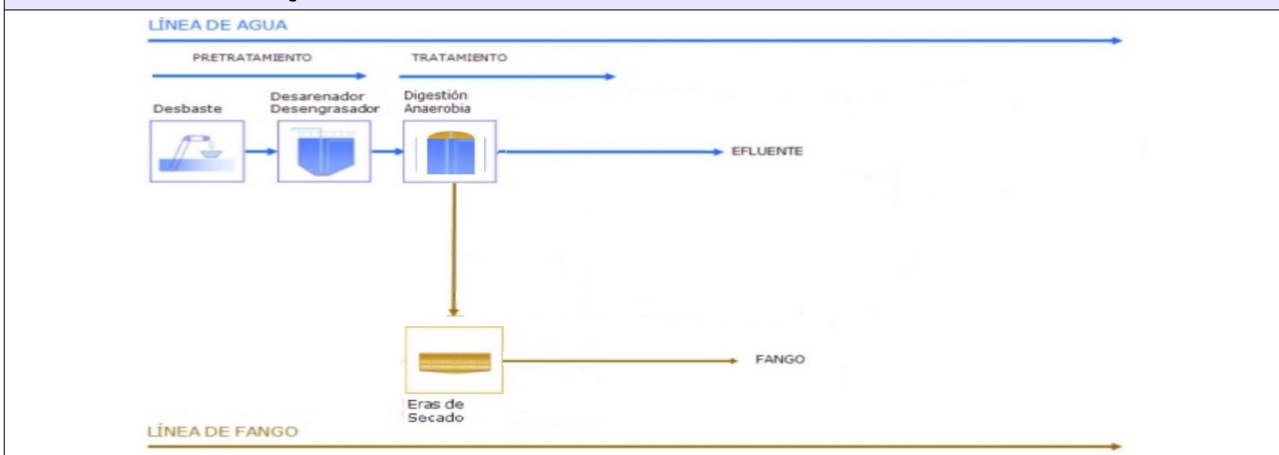 LÍNEA DE AGUA
PRETRATAMIENTO
TRATAMIENTO
Desbaste
Desarenador
Desengrasador
Digestión
Anaerobia
EFLUENTE
FANGO
Eras de
Secado
LÍNEA DE FANGO